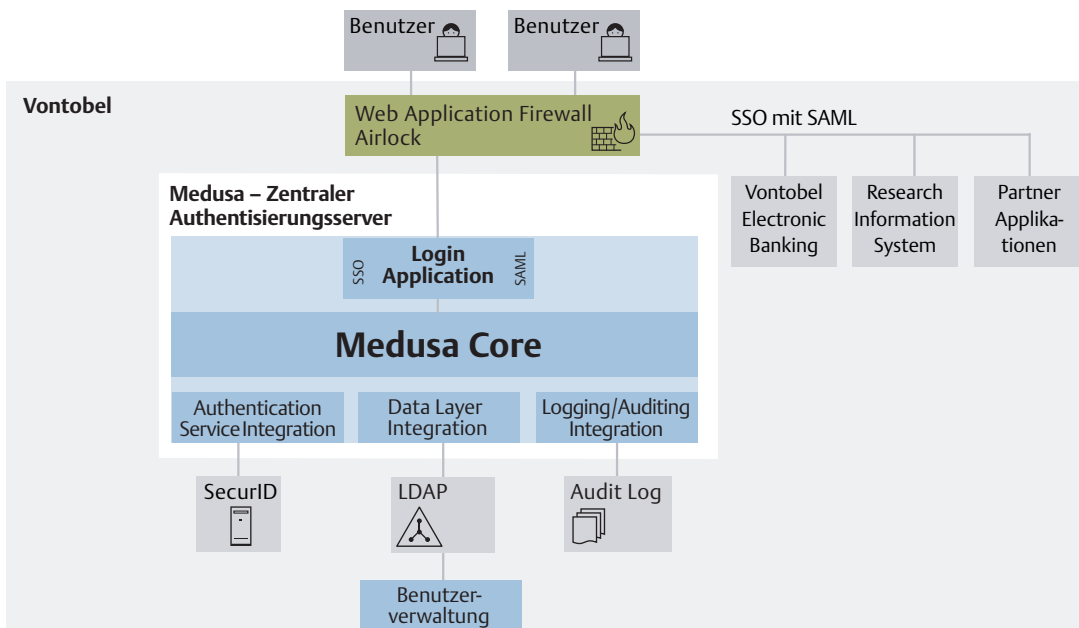 Benutzer
Benutzer
Vontobel
Web Application Firewall
Airlock
SSO mit SAML
Vontobel
Electronic
Banking
Research
Information
System
Partner
Applika-
tionen
Medusa – Zentraler
Authentisierungsserver
SSO
Login
Application
SAML
Medusa Core
Authentication
Service Integration
Data Layer
Integration
Logging/Auditing
Integration
SecurID
LDAP
Audit Log
Benutzer-
verwaltung